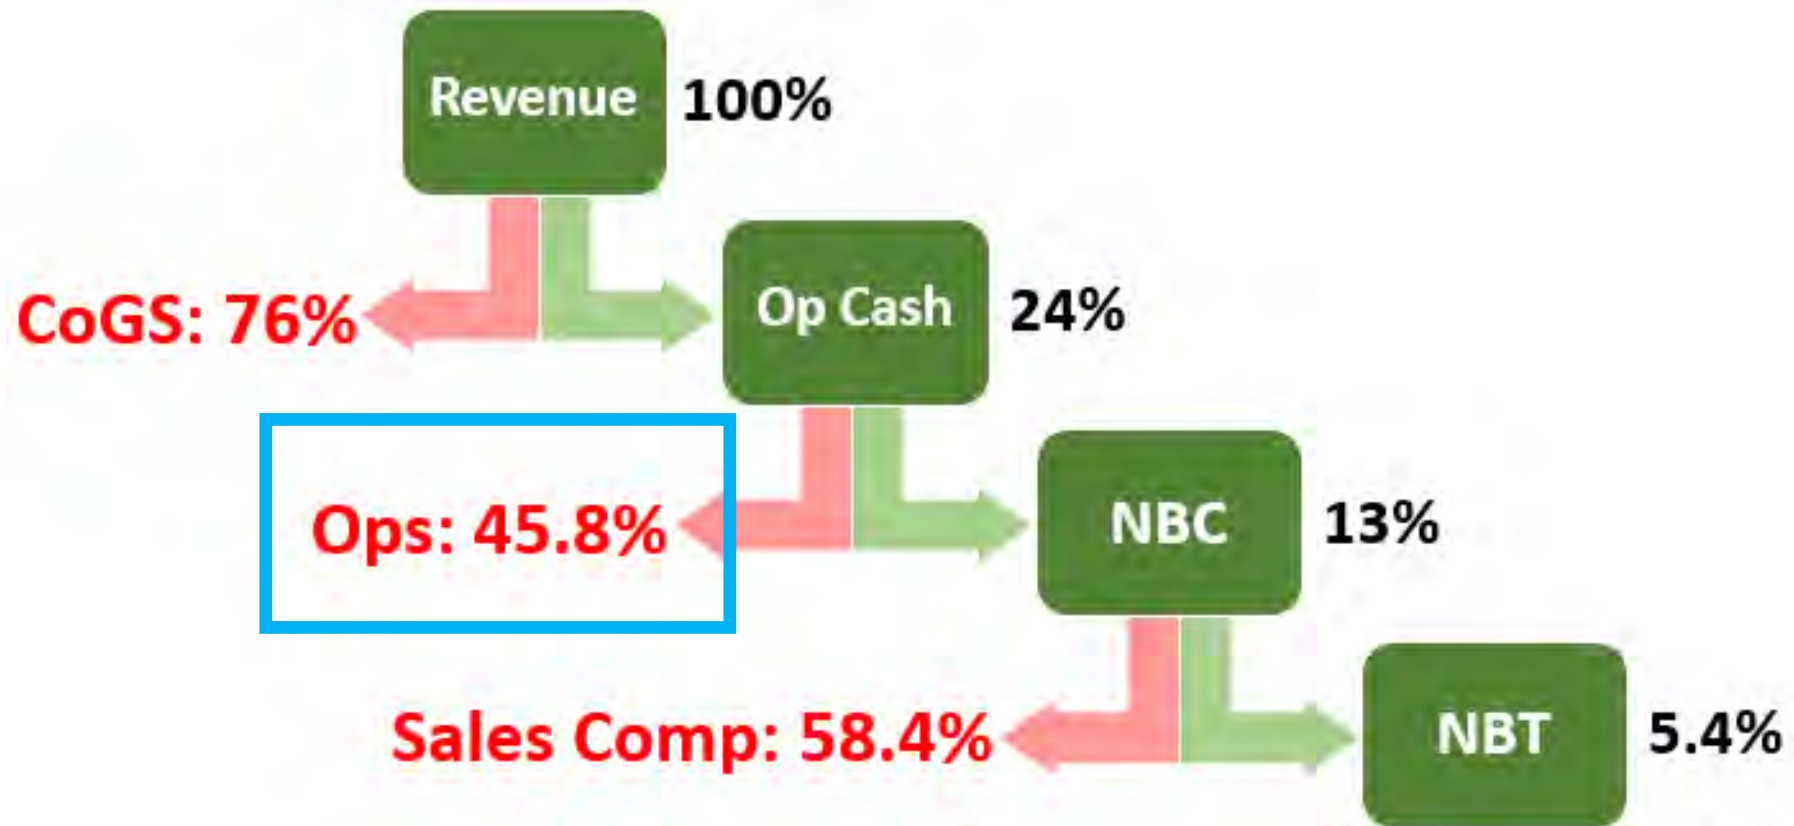 Revenue 100%
CoGS: 76%
Op Cash 24%
Ops: 45.8%
NBC 13%
Sales Comp: 58.4%
NBT 5.4%